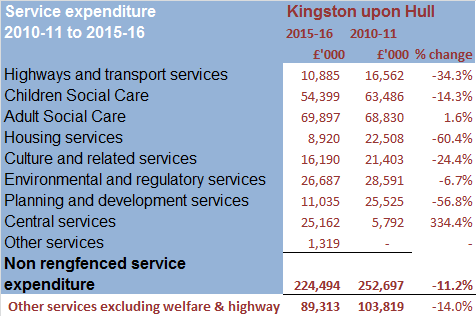 Service expenditure Kingston upon Hull
2010-11 to 2015-16 2015-16 2010-11
£'000 £'000 % change
Highways and transport services 10,885 16,562 -34.3%
Children Social Care 54,399 63,486 -14.3%
Adult Social Care 69,897 68,830 1.6%
Housing services 8,920 22,508 -60.4%
Culture and related services 16,190 21,403 -24.4%
Environmental and regulatory services 26,687 28,591 -6.7%
Planning and development services 11,035 25,525 -56.8%
Central services 25,162 5,792 334.4%
Other services 1,319 - -
Non rengfenced service
expenditure 224,494 252,697 -11.2%
Other services excluding welfare & highway 89,313 103,819 -14.0%